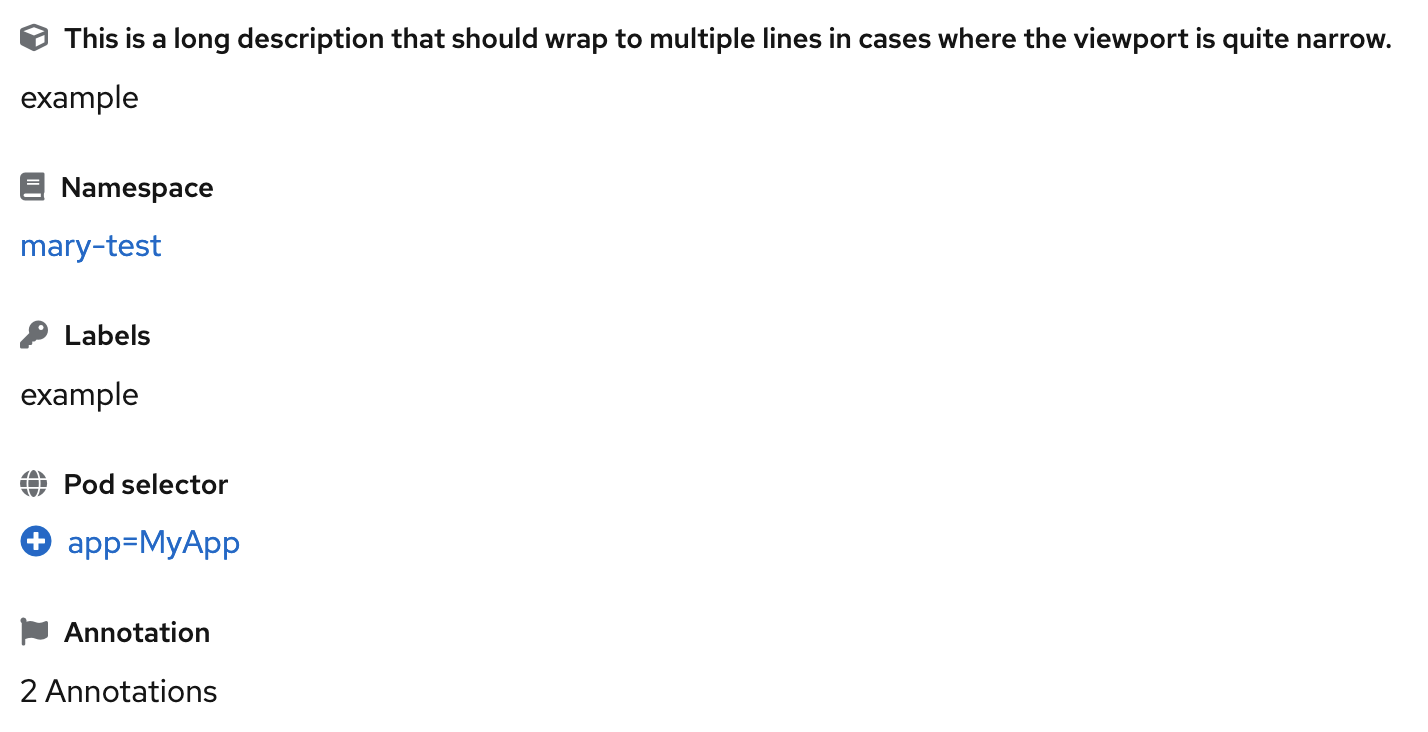 This is a long description that should wrap to multiple lines in cases where the viewport is quite narrow.
example
Namespace
mary-test
Labels
example
Pod selector
app=MyApp
Annotation
2 Annotations